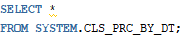 SELECT *
FROM SYSTEM.CLS_PRC_BY_DT;